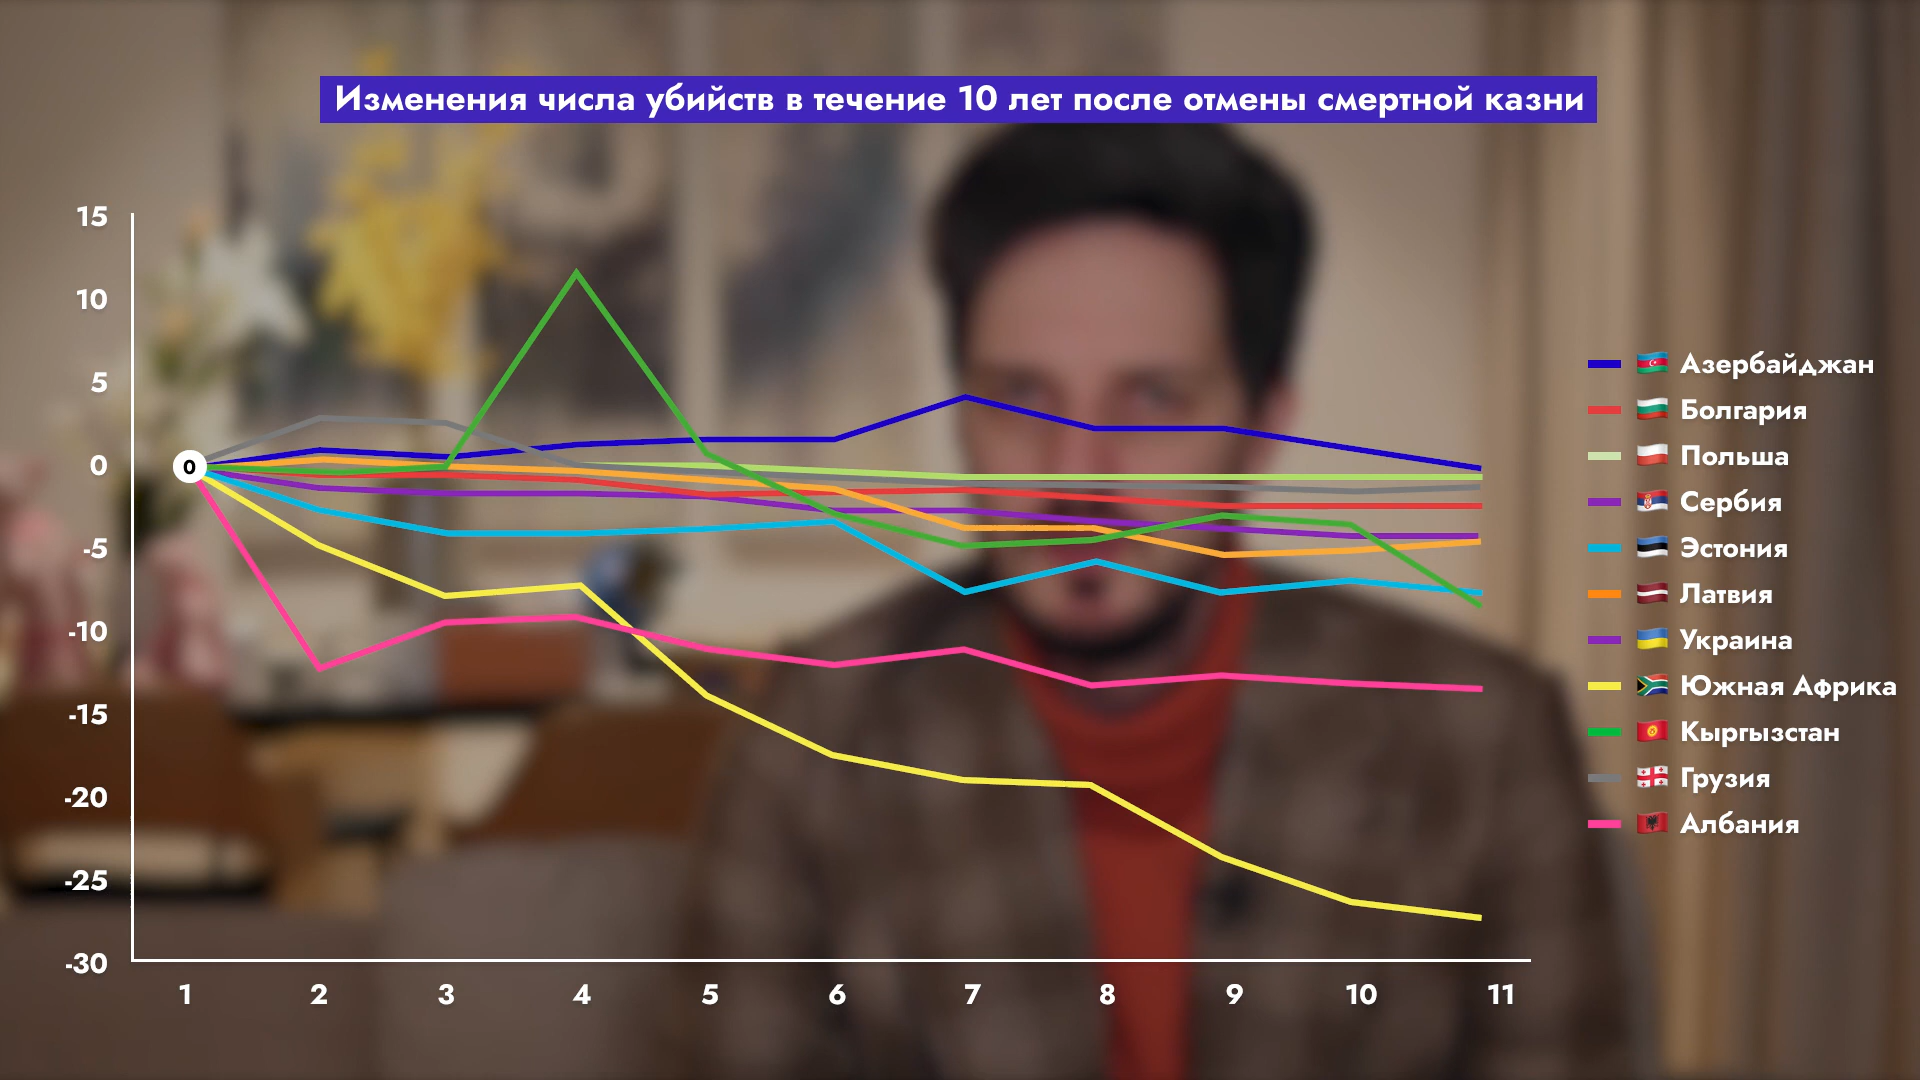 Изменения числа убийств в течение 10 лет после отмены смертной казни
15
10
5
0
-5
-10
-15
-20
-25
-30
0
1 2 3 4 5 6 7 8 9 10 11
Азербайджан
Болгария
Польша
Сербия
Эстония
Латвия
Украина
Южная Африка
Кыргызстан
Грузия
Албания